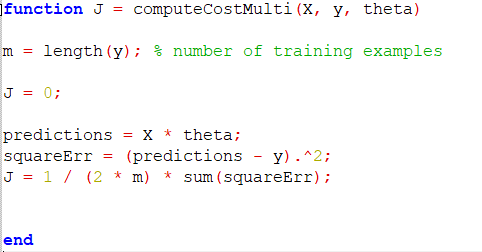 function J = computeCostMulti(X, y, theta)
m = length(y); % number of training examples
J = 0;
predictions = X * theta;
squareErr = (predictions - y).^2;
J = 1 / (2 * m) * sum(squareErr);
end